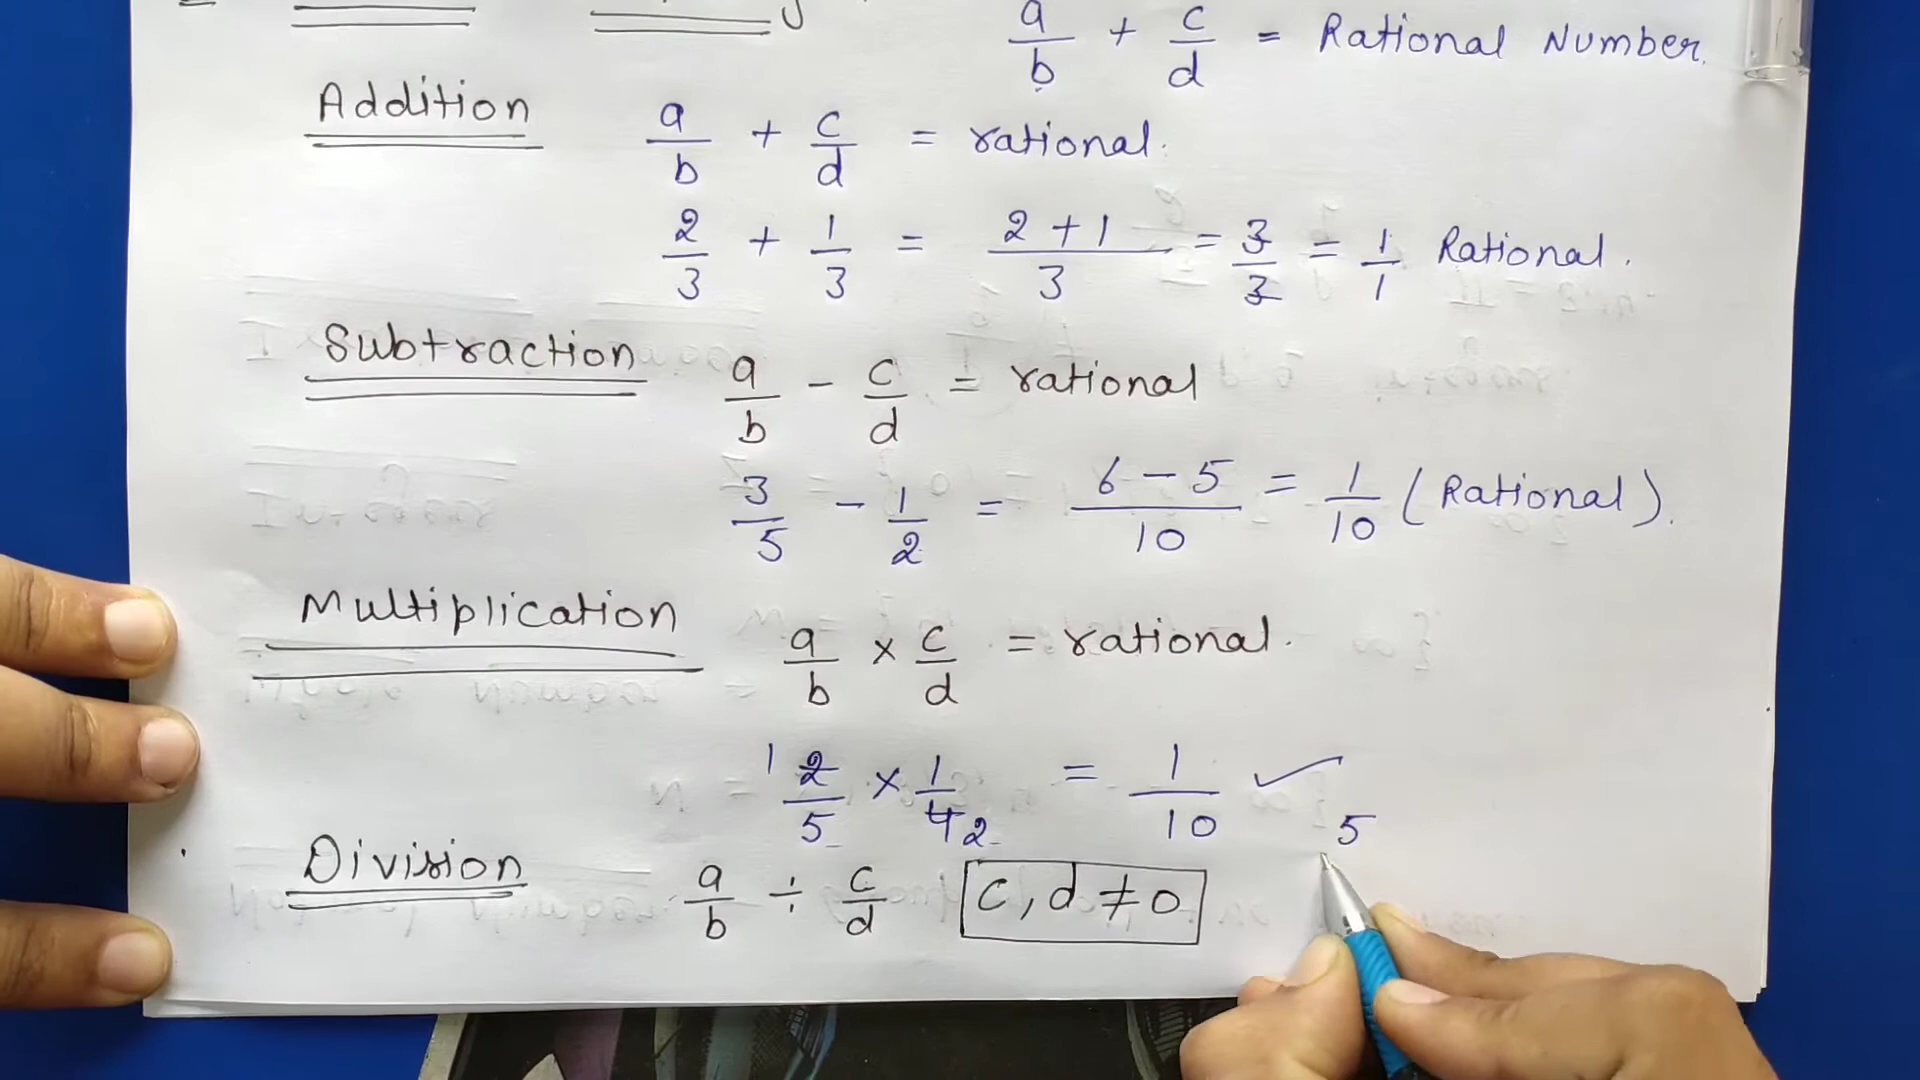 a/b + c/d = Rational Number.
Addition a/b + c/d = rational.
2/3 + 1/3 = 2+1/3 = 3/3 = 1/1 Rational.
Subtraction a/b - c/d = rational
3/5 - 1/2 = 6-5/10 = 1/10 (Rational).
Multiplication a/b × c/d = rational.
1 2/5 × 1/4 2 = 1/10 ✓
5
Division a/b ÷ c/d c, d ≠ 0